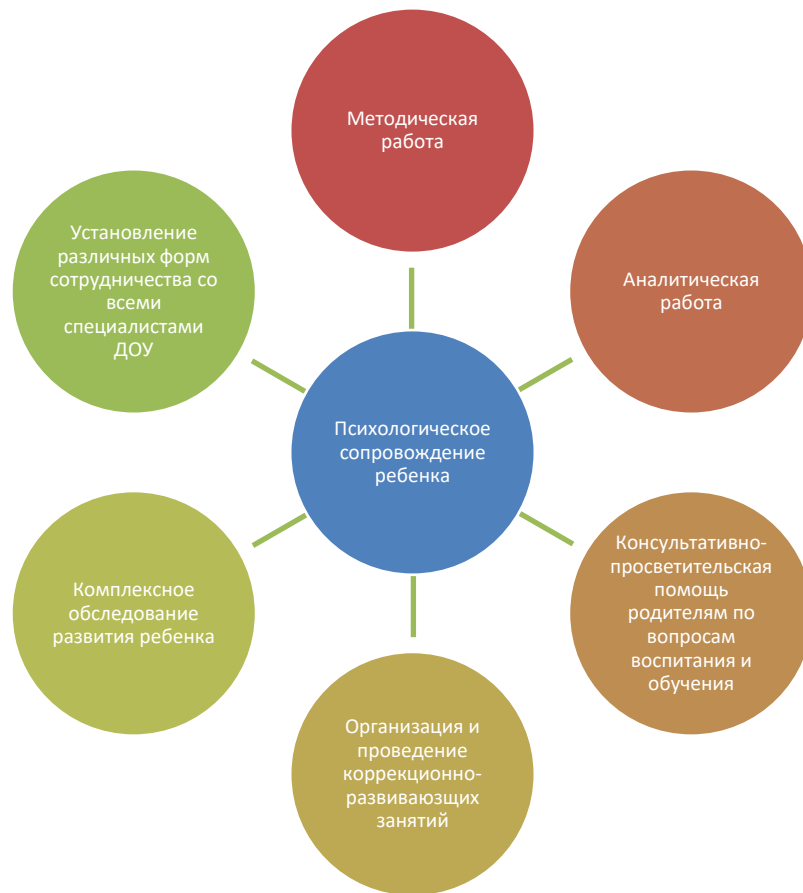 Методическая
работа
Аналитическая
работа
Консультативно-
просветительская
помощь
родителям по
вопросам
воспитания и
обучения
Организация и
проведение
коррекционно-
развиваюзщих
занятий
Комплексное
обследование
развития ребенка
Установление
различных форм
сотрудничества со
всеми
специалистами
ДОУ
Психологическое
сопровождение
ребенка